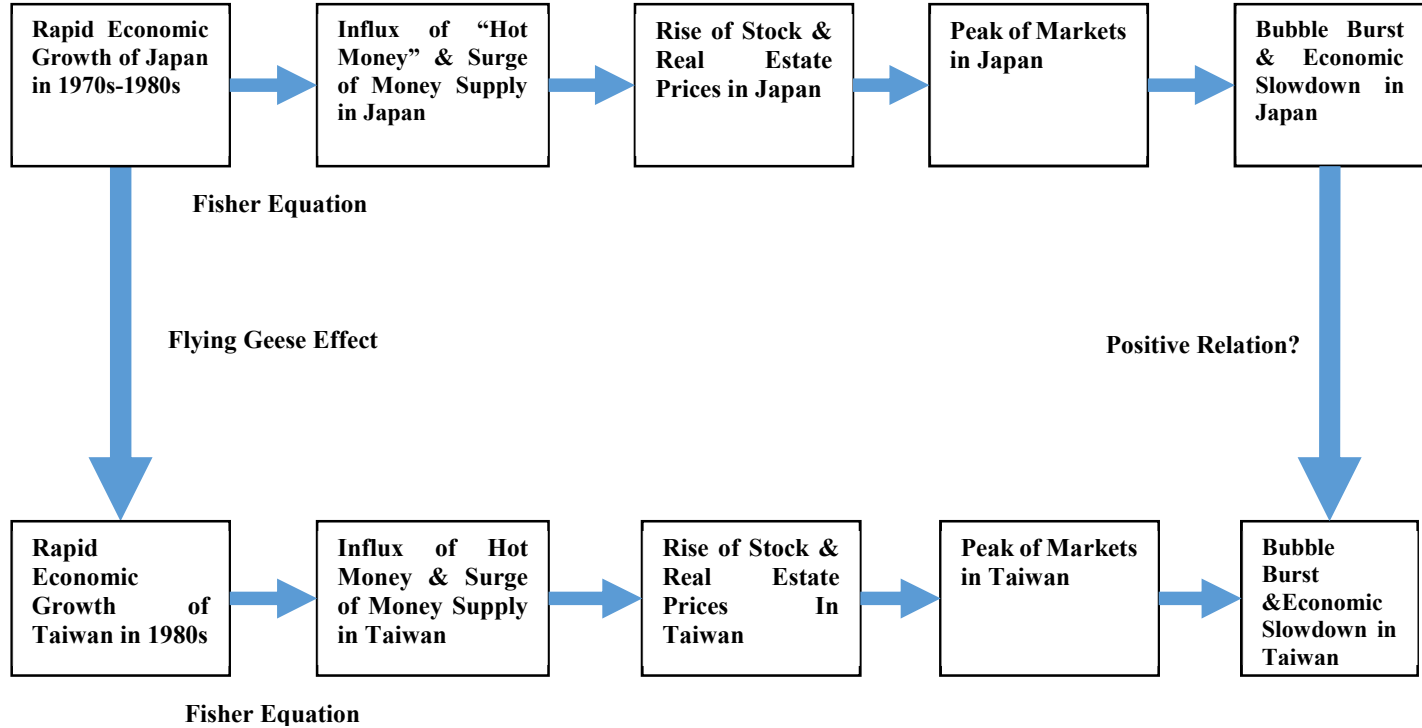 Rapid Economic
Growth of Japan
in 1970s-1980s
Influx of “Hot
Money” & Surge
of Money Supply
in Japan
Rise of Stock &
Real Estate
Prices in Japan
Peak of Markets
in Japan
Bubble Burst
& Economic
Slowdown in
Japan
Fisher Equation
Flying Geese Effect
Positive Relation?
Rapid
Economic
Growth of
Taiwan in 1980s
Influx of Hot
Money & Surge
of Money Supply
in Taiwan
Rise of Stock &
Real Estate
Prices In
Taiwan
Peak of Markets
in Taiwan
Bubble
Burst
&Economic
Slowdown in
Taiwan
Fisher Equation